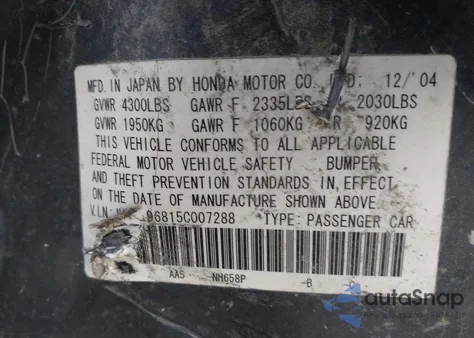 MFD. IN JAPAN BY HONDA MOTOR CO. 12/'04
GVWR 4300LBS GAWR F 2335LBS 2030LBS
GVWR 1950KG GAWR F 1060KG R 920KG
THIS VEHICLE CONFORMS TO ALL APPLICABLE
FEDERAL MOTOR VEHICLE SAFETY BUMPER
AND THEFT PREVENTION STANDARDS IN EFFECT
ON THE DATE OF MANUFACTURE SHOWN ABOVE
V.I.N: 96815C007288 TYPE: PASSENGER CAR
AAS -NH658P -B C
autoSnap